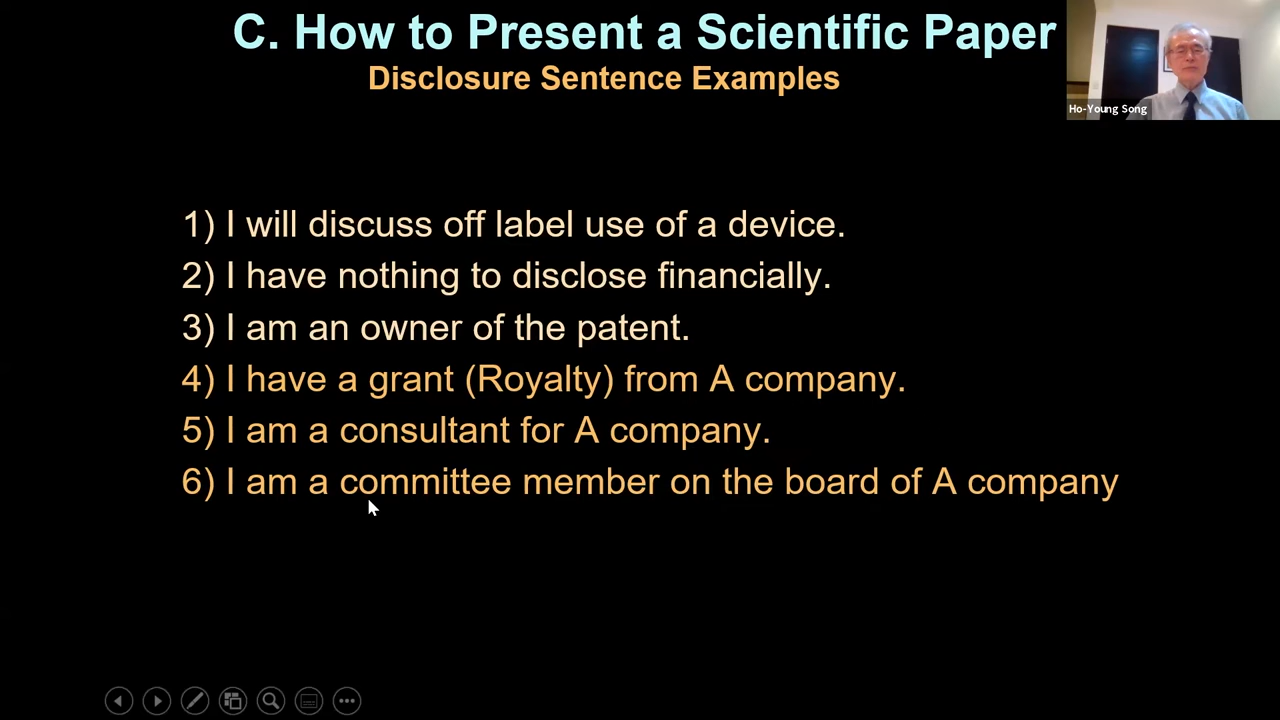 C. How to Present a Scientific Paper
Disclosure Sentence Examples
Ho-Young Song
1) I will discuss off label use of a device.
2) I have nothing to disclose financially.
3) I am an owner of the patent.
4) I have a grant (Royalty) from A company.
5) I am a consultant for A company.
6) I am a committee member on the board of A company